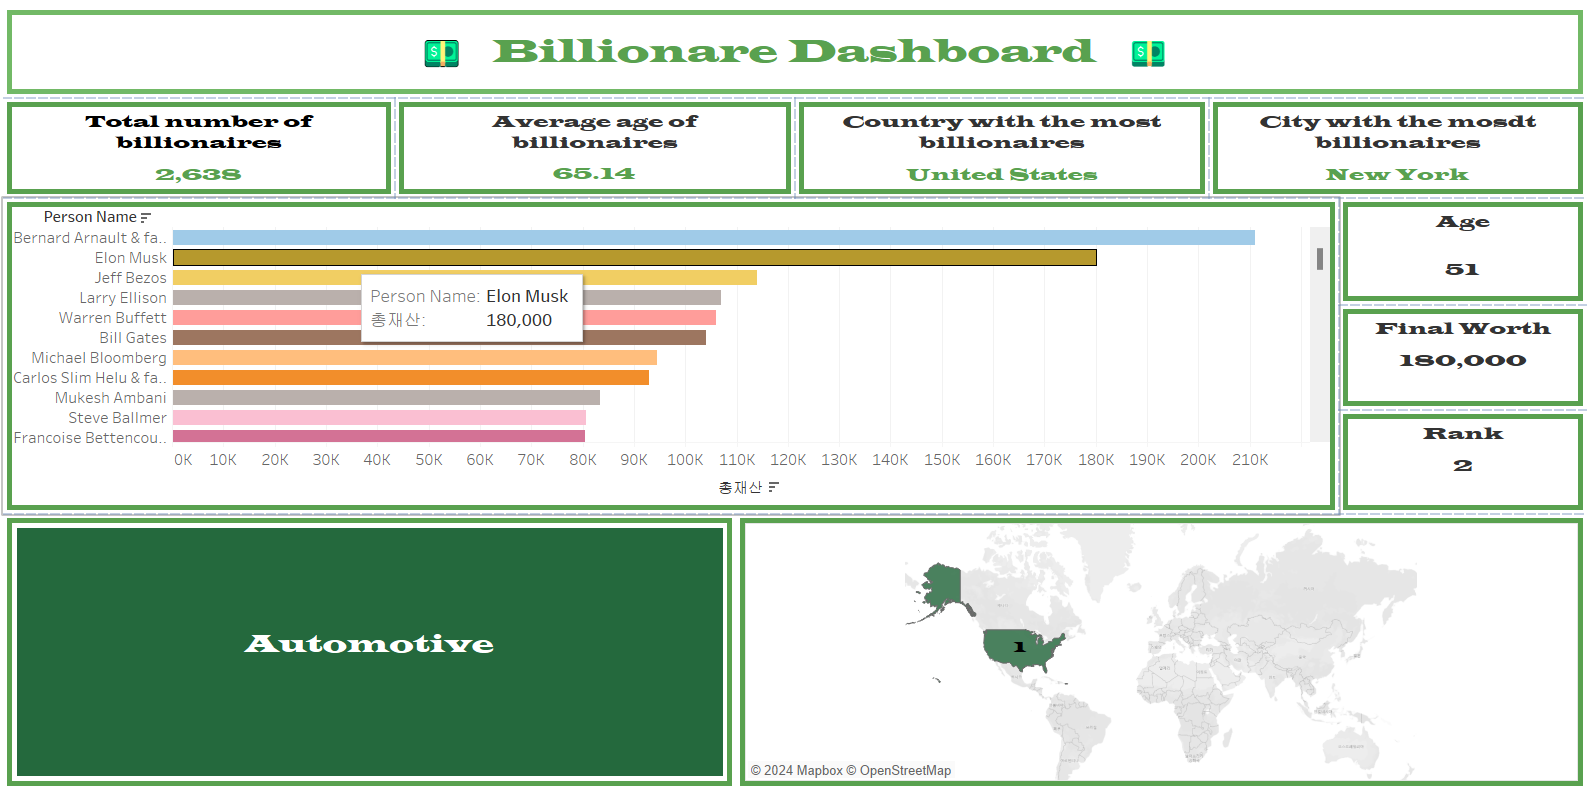 Billionare Dashboard
Total number of
billionaires
2,638
Average age of
billionaires
65.14
Country with the most
billionaires
United States
City with the mosdt
billionaires
New York
Person Name
Bernard Arnault & fa..
Elon Musk
Jeff Bezos
Larry Ellison
Warren Buffett
Bill Gates
Michael Bloomberg
Carlos Slim Helu & fa..
Mukesh Ambani
Steve Ballmer
Francoise Bettencou..
Person Name: Elon Musk
총재산: 180,000
0K 10K 20K 30K 40K 50K 60K 70K 80K 90K 100K 110K 120K 130K 140K 150K 160K 170K 180K 190K 200K 210K
총재산
Age
51
Final Worth
180,000
Rank
2
Automotive
1
© 2024 Mapbox © OpenStreetMap